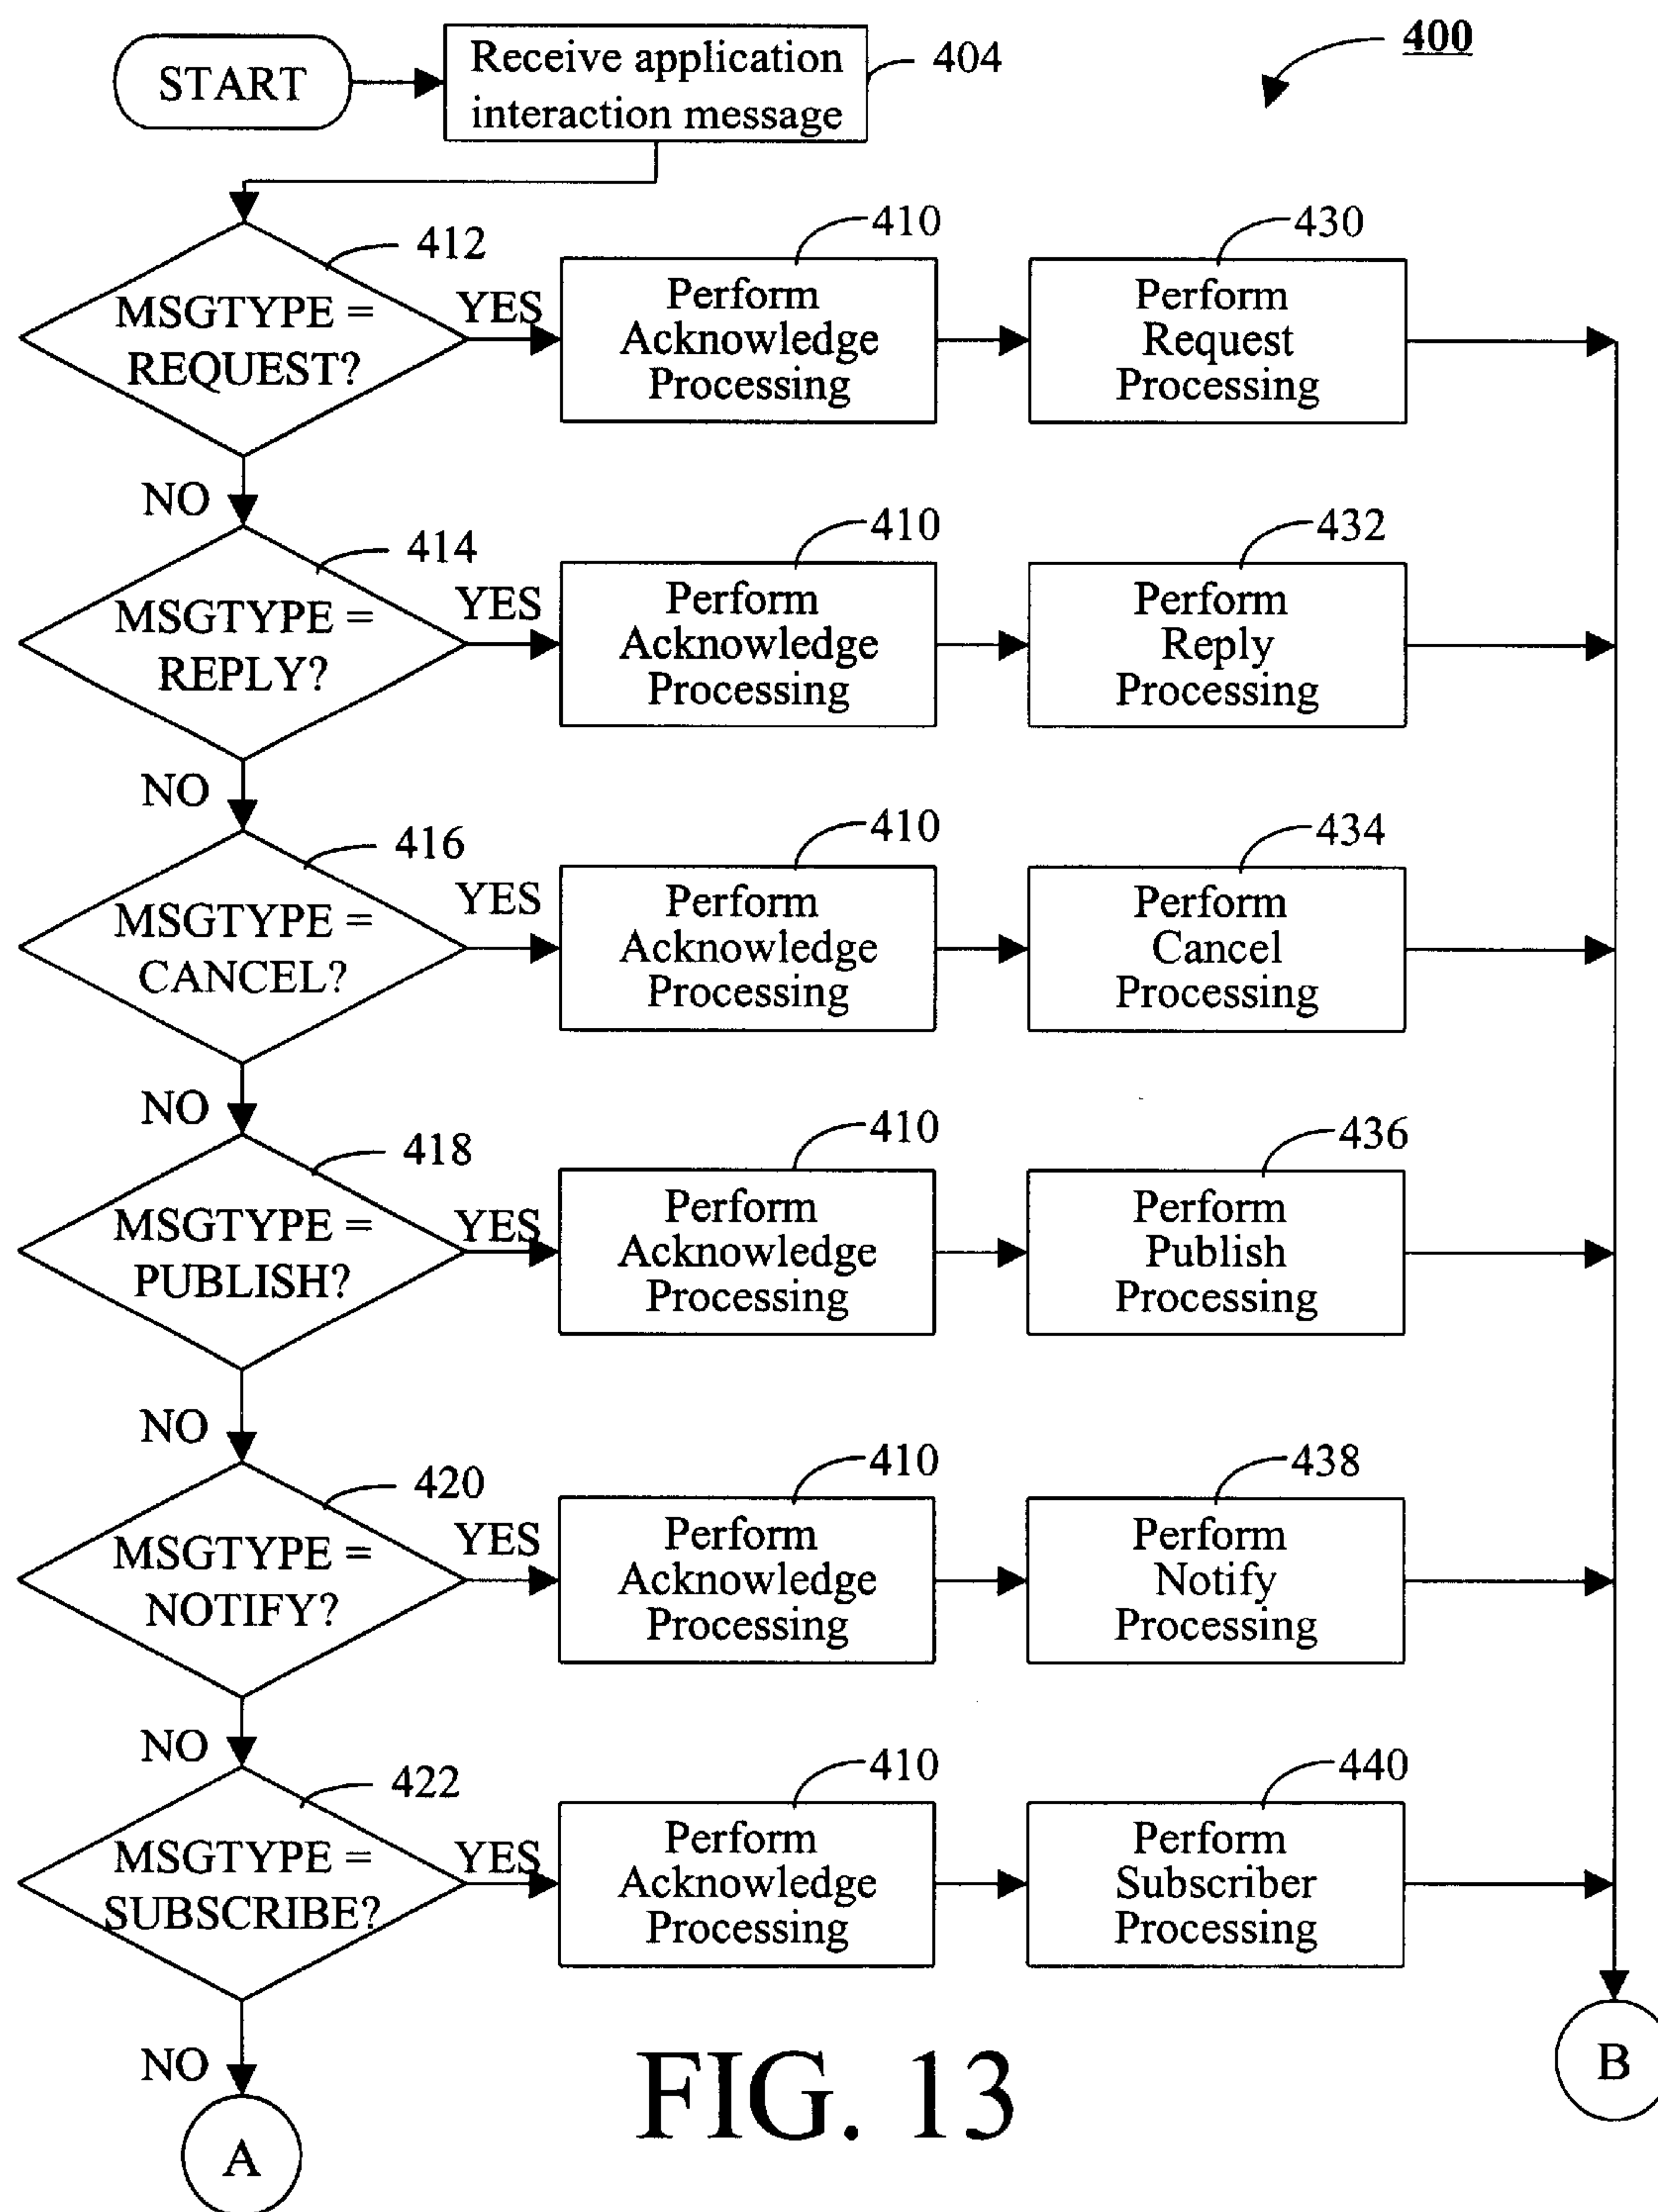 400
START
Receive application
interaction message
404
412
MSGTYPE =
REQUEST?
YES
410
Perform
Acknowledge
Processing
430
Perform
Request
Processing
NO
414
MSGTYPE =
REPLY?
YES
410
Perform
Acknowledge
Processing
432
Perform
Reply
Processing
NO
416
MSGTYPE =
CANCEL?
YES
410
Perform
Acknowledge
Processing
434
Perform
Cancel
Processing
NO
418
MSGTYPE =
PUBLISH?
YES
410
Perform
Acknowledge
Processing
436
Perform
Publish
Processing
NO
420
MSGTYPE =
NOTIFY?
YES
410
Perform
Acknowledge
Processing
438
Perform
Notify
Processing
NO
422
MSGTYPE =
SUBSCRIBE?
YES
410
Perform
Acknowledge
Processing
440
Perform
Subscriber
Processing
NO
A
B
FIG. 13